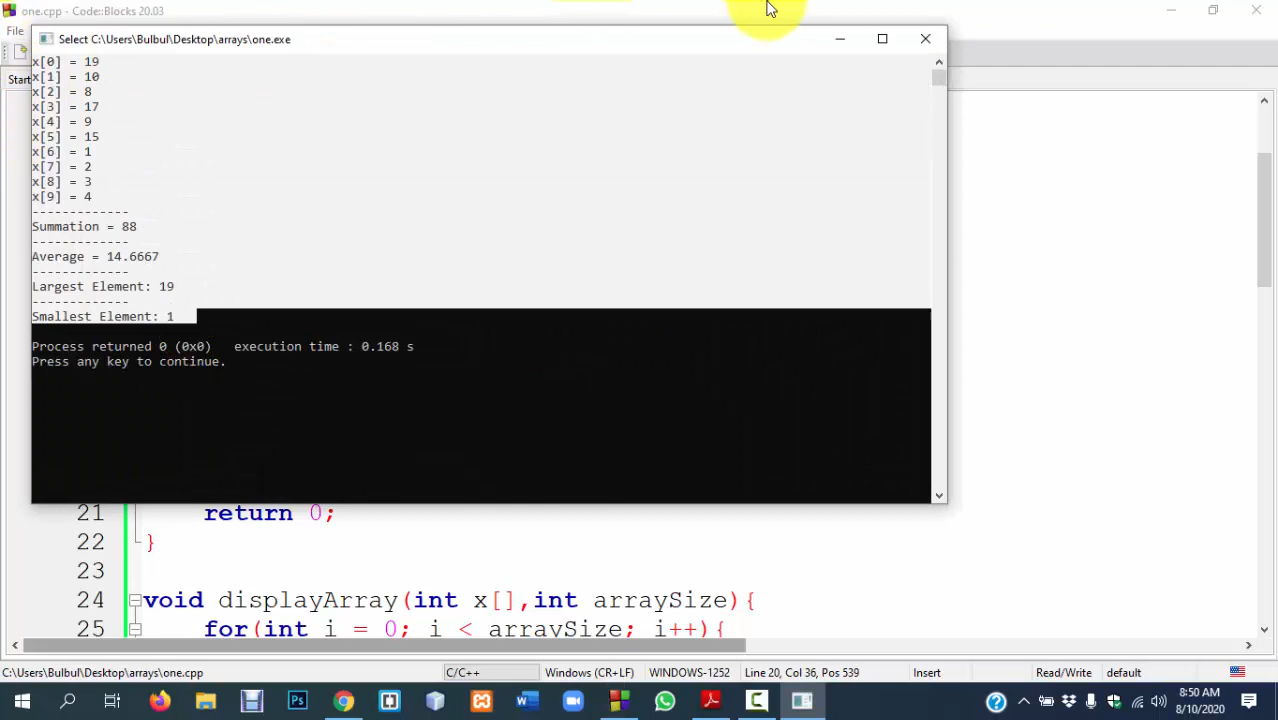 one.cpp - Code::Blocks 20.03
File
Select C:\Users\Bulbul\Desktop\arrays\one.exe
Start
x[0] = 19
x[1] = 10
x[2] = 8
x[3] = 17
x[4] = 9
x[5] = 15
x[6] = 1
x[7] = 2
x[8] = 3
x[9] = 4
-------------
Summation = 88
-------------
Average = 14.6667
-------------
Largest Element: 19
-------------
Smallest Element: 1
Process returned 0 (0x0)   execution time : 0.168 s
Press any key to continue.
21 return 0;
22 }
23
24 void displayArray(int x[],int arraySize){
25 for(int i = 0; i < arraySize; i++){
C:\Users\Bulbul\Desktop\arrays\one.cpp C/C++ Windows (CR+LF) WINDOWS-1252 Line 20, Col 36, Pos 539 Insert Read/Write default
8:50 AM
8/10/2020